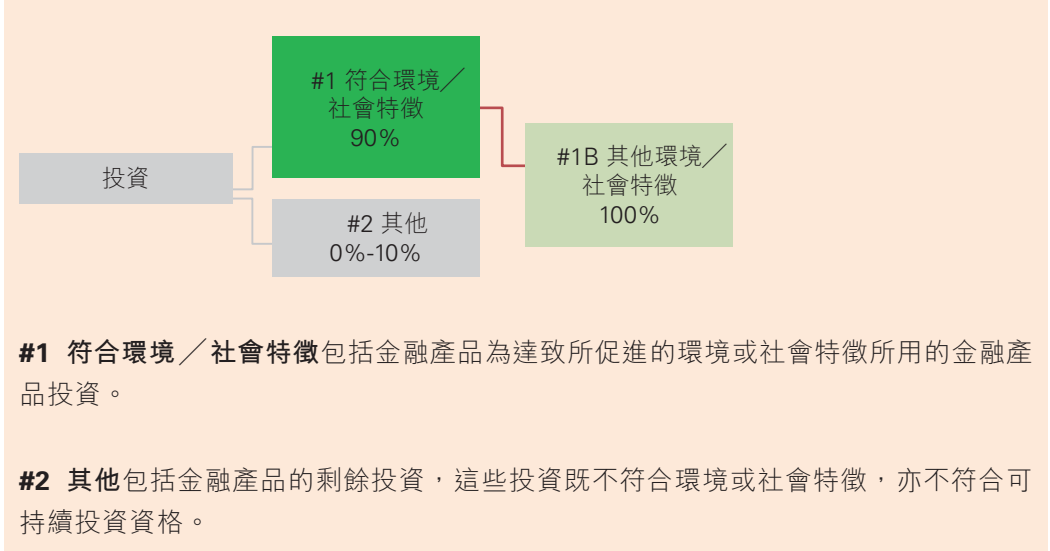 #1 符合環境／
社會特徵
90%
投資
#1B 其他環境／
社會特徵
100%
#2 其他
0%-10%
#1 符合環境／社會特徵包括金融產品為達致所促進的環境或社會特徵所用的金融產
品投資。
#2 其他包括金融產品的剩餘投資，這些投資既不符合環境或社會特徵，亦不符合可
持續投資資格。